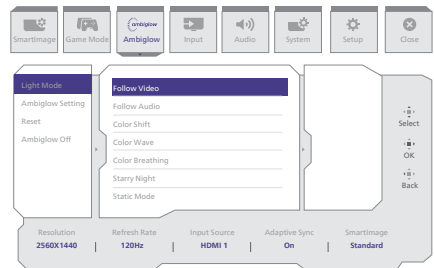 SmartImage Game Mode Ambiglow Input Audio System Setup Close
ambiglow
Light Mode
Ambiglow Setting
Reset
Ambiglow Off
Follow Video
Follow Audio
Color Shift
Color Wave
Color Breathing
Starry Night
Static Mode
Select
OK
Back
Resolution Refresh Rate Input Source Adaptive Sync SmartImage
2560X1440 | 120Hz | HDMI 1 | On | Standard